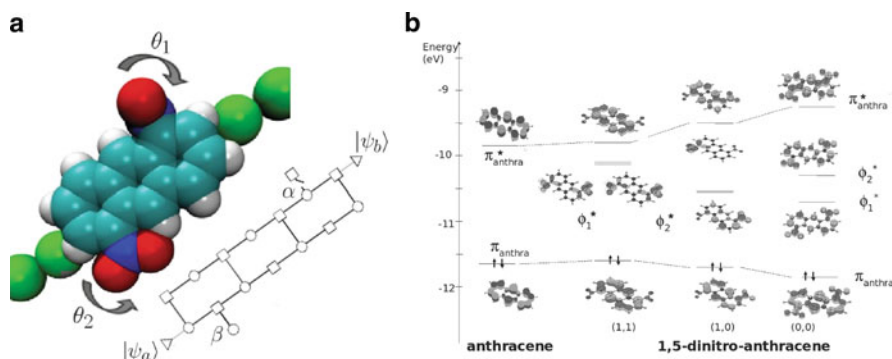 a
θ1
|ψb⟩
α
θ2
|ψa⟩
β
b
Energy
(eV)
-9
-10
-11
-12
π*anthra
πanthra
ϕ1*
ϕ2*
π*anthra
ϕ2*
ϕ1*
πanthra
(1,1)
(1,0)
(0,0)
anthracene
1,5-dinitro-anthracene